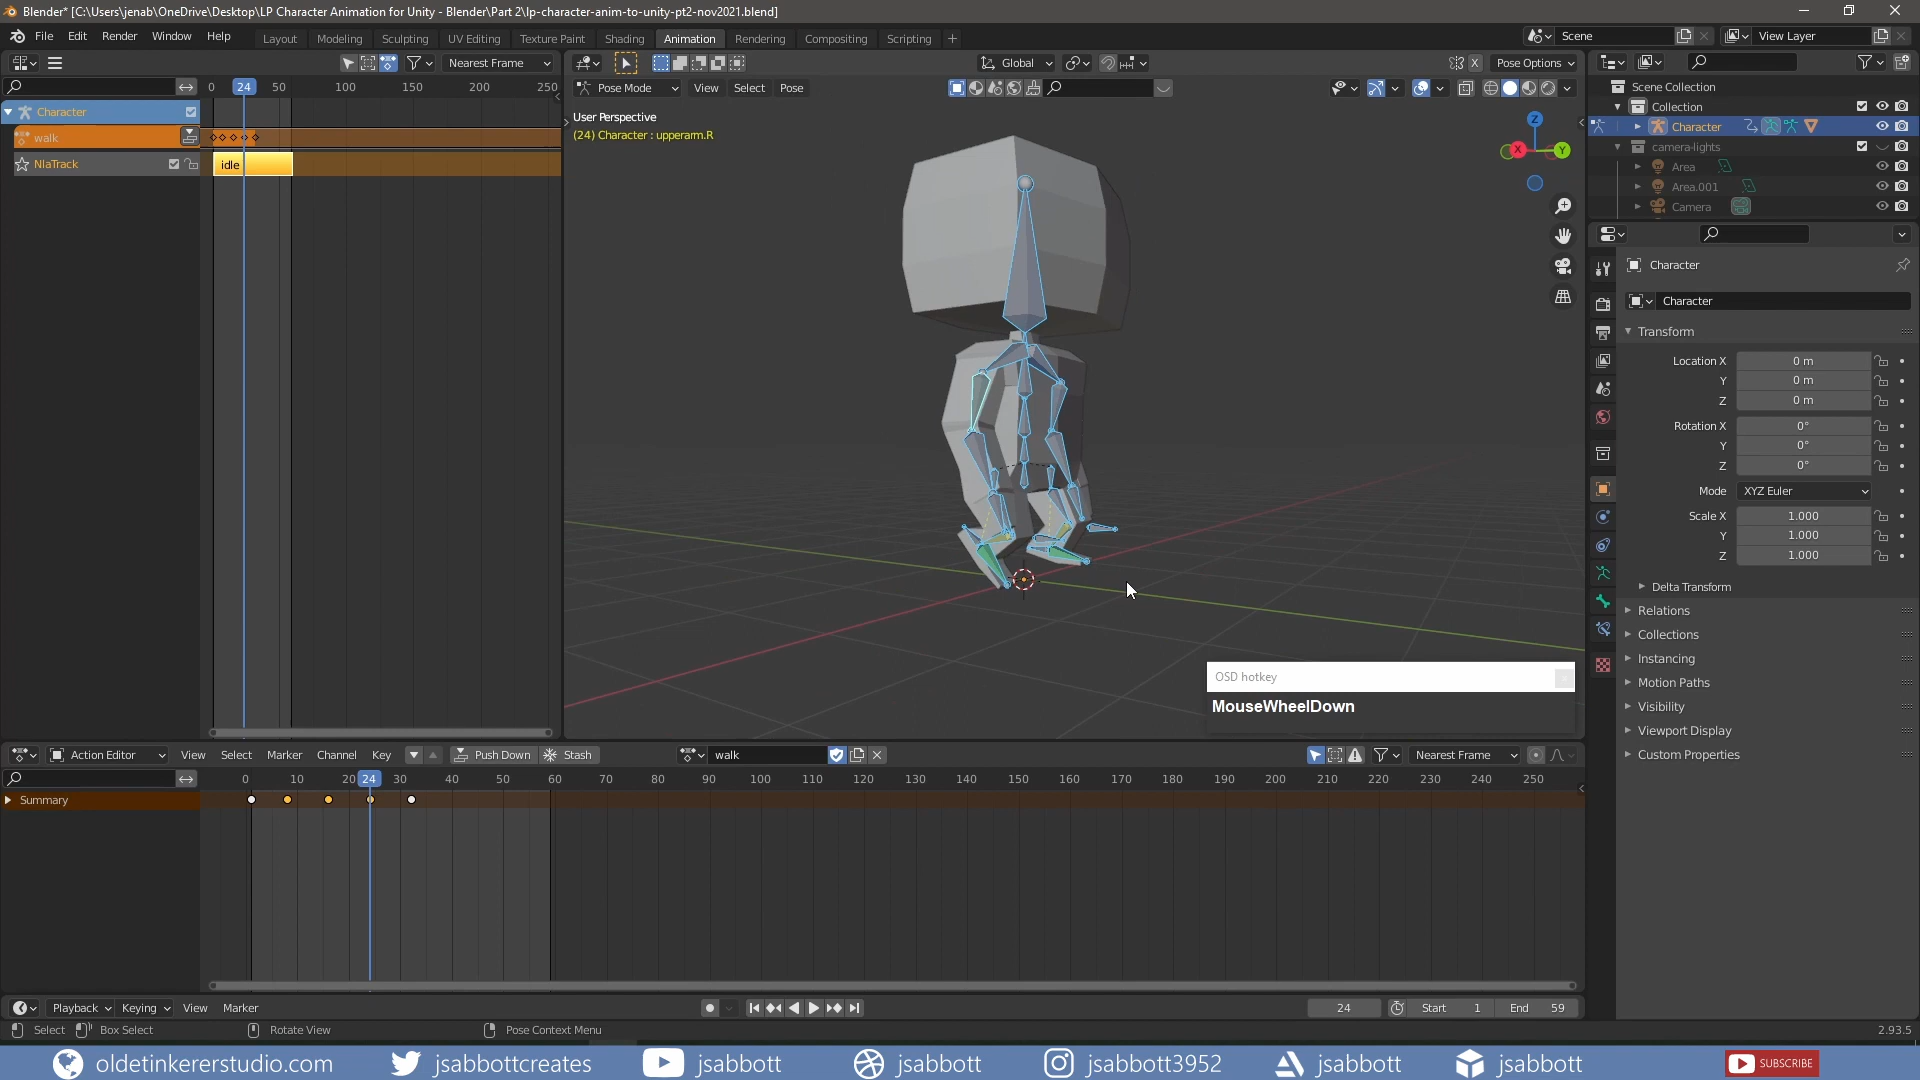 Blender* [C:\Users\jenab\OneDrive\Desktop\LP Character Animation for Unity - Blender\Part 2\lp-character-anim-to-unity-pt2-nov2021.blend]
File Edit Render Window Help Layout Modeling Sculpting UV Editing Texture Paint Shading Animation Rendering Compositing Scripting + Scene View Layer
Nearest Frame Global Pose Options
0 24 50 100 150 200 250 Pose Mode View Select Pose
Character
walk
NlaTrack idle
User Perspective
(24) Character : upperarm.R
Z
X Y
Scene Collection
Collection
Character
camera-lights
Area
Area.001
Camera
Character
Character
Transform
Location X 0 m
Y 0 m
Z 0 m
Rotation X 0°
Y 0°
Z 0°
Mode XYZ Euler
Scale X 1.000
Y 1.000
Z 1.000
Delta Transform
Relations
Collections
Instancing
Motion Paths
Visibility
Viewport Display
Custom Properties
OSD hotkey
MouseWheelDown
Action Editor View Select Marker Channel Key Push Down Stash walk Nearest Frame
0 10 20 24 30 40 50 60 70 80 90 100 110 120 130 140 150 160 170 180 190 200 210 220 230 240 250
Summary
Playback Keying View Marker 24 Start 1 End 59
Select Box Select Rotate View Pose Context Menu 2.93.5
oldetinkererstudio.com jsabbottcreates jsabbott jsabbott jsabbott3952 jsabbott jsabbott SUBSCRIBE